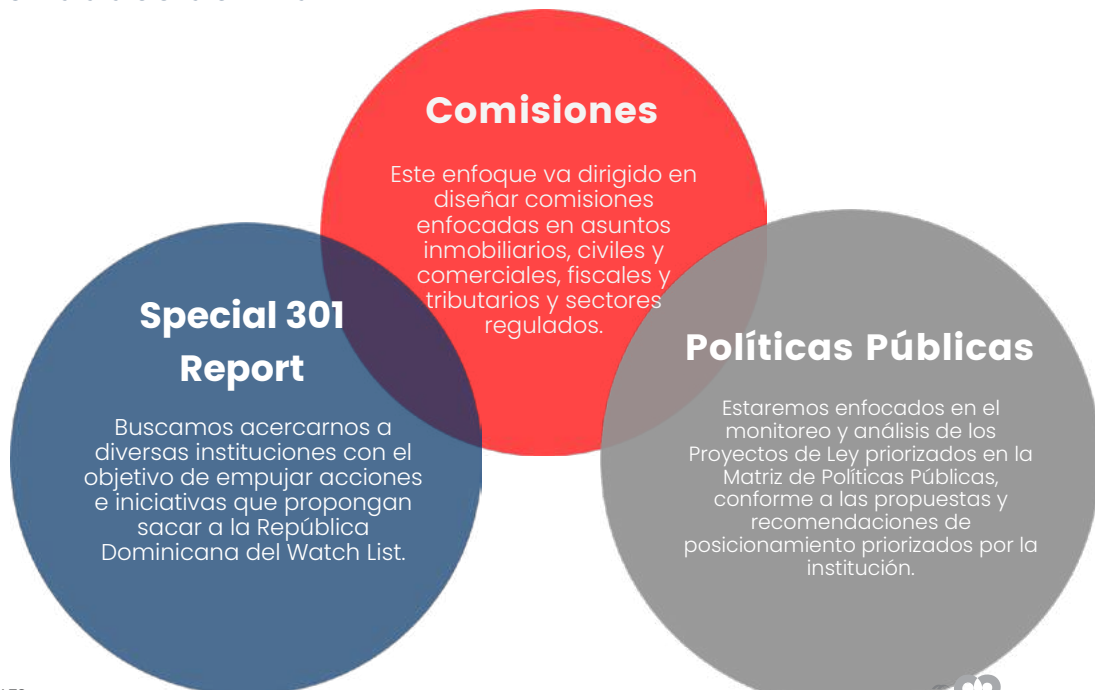 Comisiones
Este enfoque va dirigido en
diseñar comisiones
enfocadas en asuntos
inmobiliarios, civiles y
comerciales, fiscales y
tributarios y sectores
regulados.
Special 301
Report
Buscamos acercarnos a
diversas instituciones con el
objetivo de empujar acciones
e iniciativas que propongan
sacar a la República
Dominicana del Watch List.
Políticas Públicas
Estaremos enfocados en el
monitoreo y análisis de los
Proyectos de Ley priorizados en la
Matriz de Políticas Públicas,
conforme a las propuestas y
recomendaciones de
posicionamiento priorizados por la
institución.